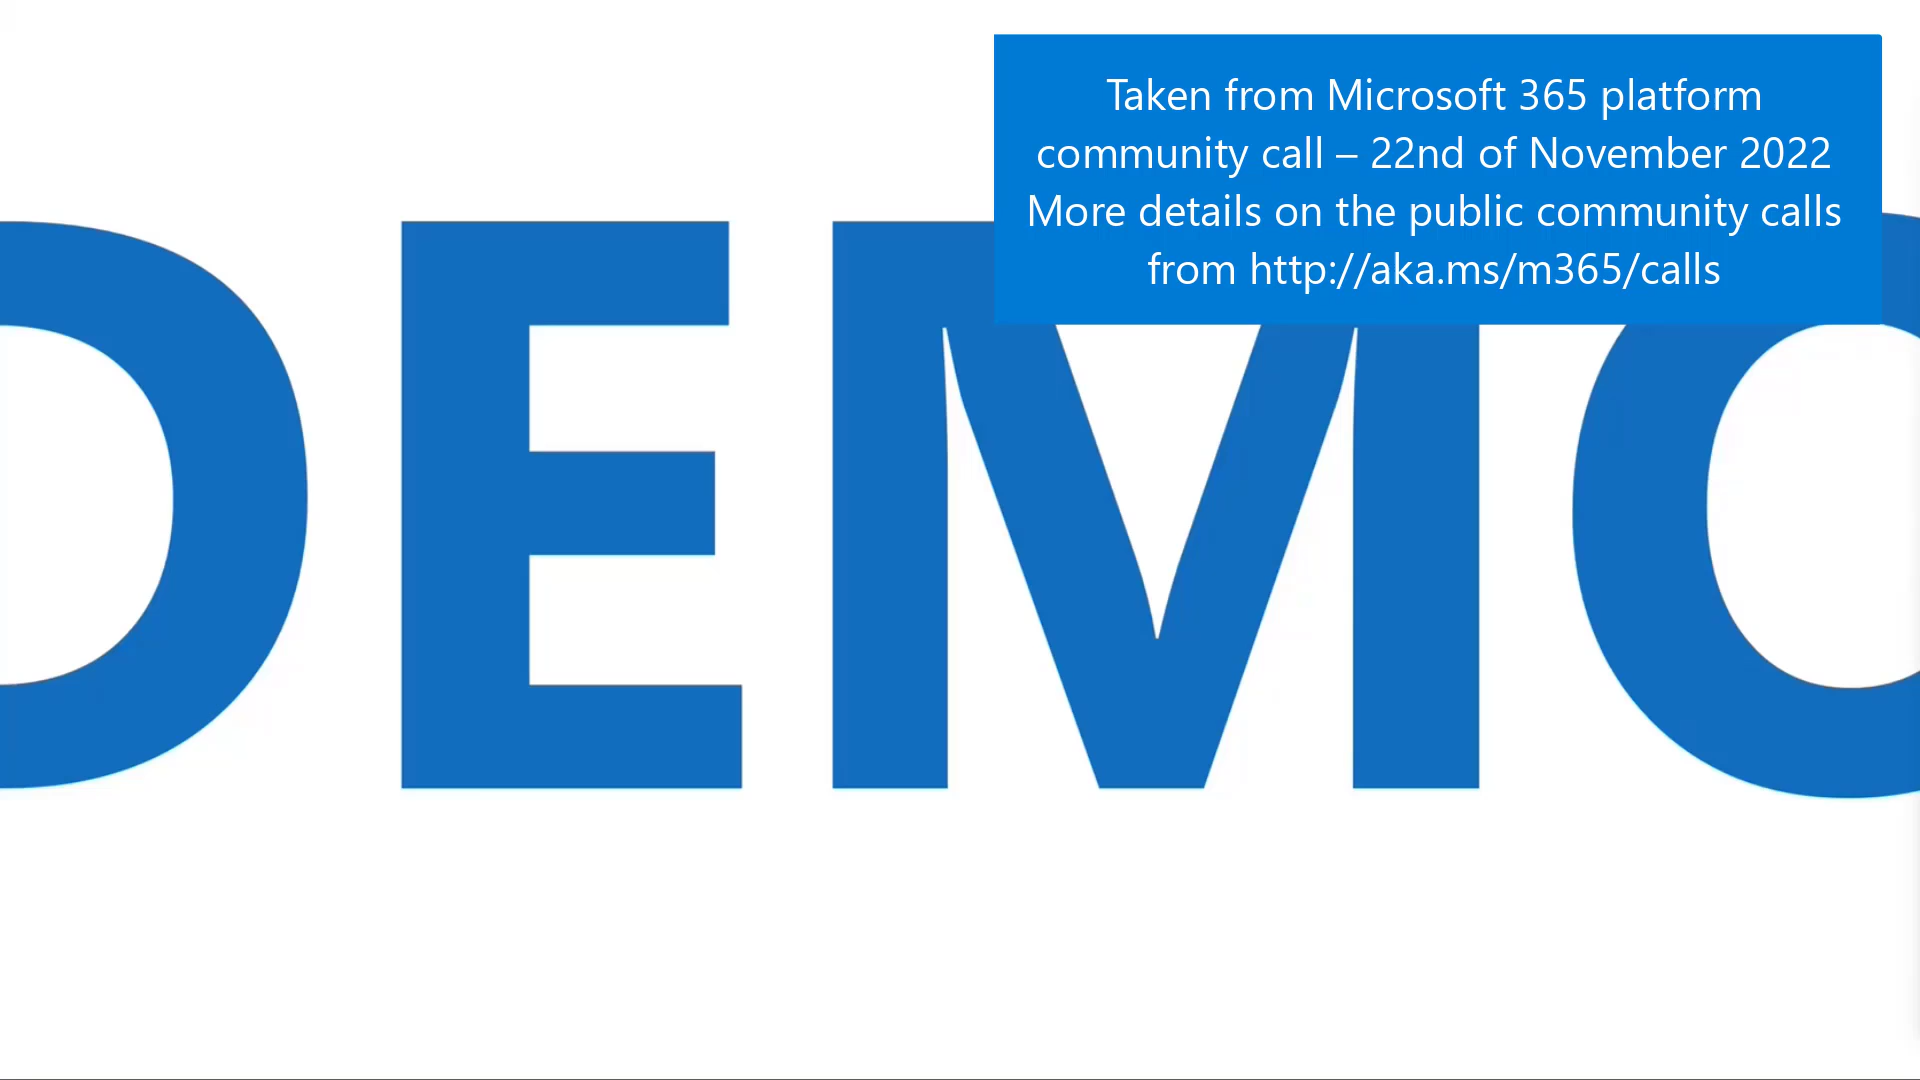 Taken from Microsoft 365 platform
community call – 22nd of November 2022
More details on the public community calls
from http://aka.ms/m365/calls
DEMO